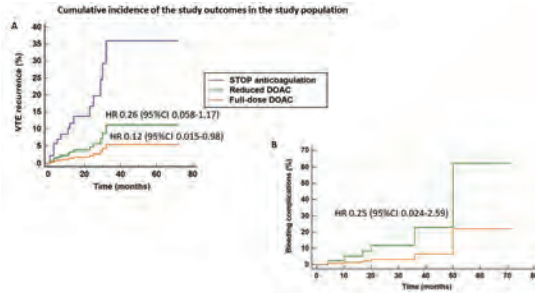 Cumulative incidence of the study outcomes in the study population
A
40
35
30
25
20
15
10
5
0
VTE recurrence (%)
STOP anticoagulation
Reduced DOAC
Full-dose DOAC
HR 0.26 (95%CI 0.058-1.17)
HR 0.12 (95%CI 0.015-0.98)
0 20 40 60 80
Time (months)
B
70
60
50
40
30
20
10
0
Bleeding complications (%)
HR 0.25 (95%CI 0.024-2.59)
0 10 20 30 40 50 60 70
Time (months)